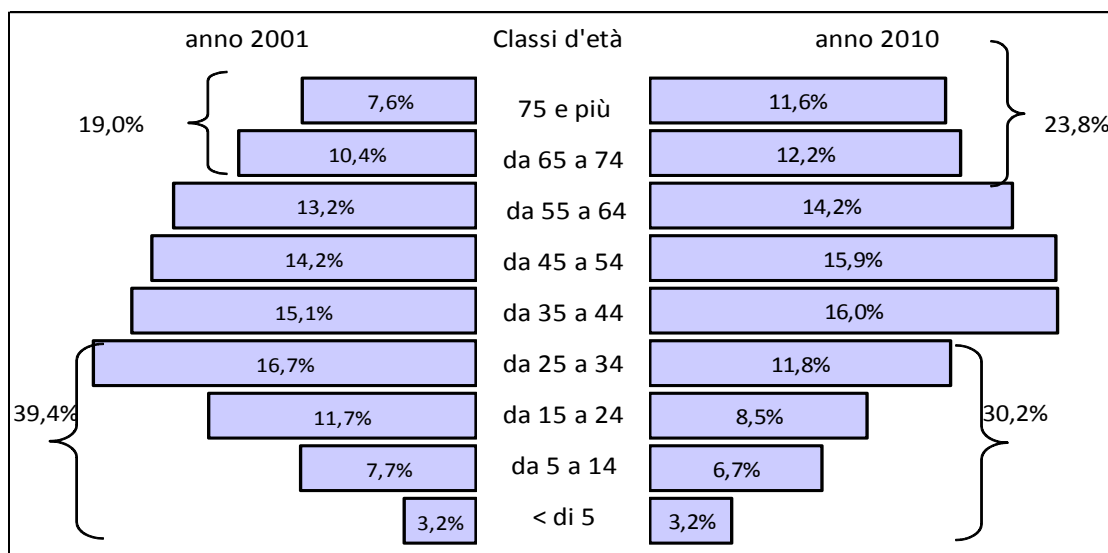 anno 2001 Classi d'età anno 2010
7,6% 75 e più 11,6%
19,0% 23,8%
10,4% da 65 a 74 12,2%
13,2% da 55 a 64 14,2%
14,2% da 45 a 54 15,9%
15,1% da 35 a 44 16,0%
16,7% da 25 a 34 11,8%
39,4% 11,7% da 15 a 24 8,5% 30,2%
7,7% da 5 a 14 6,7%
3,2% < di 5 3,2%